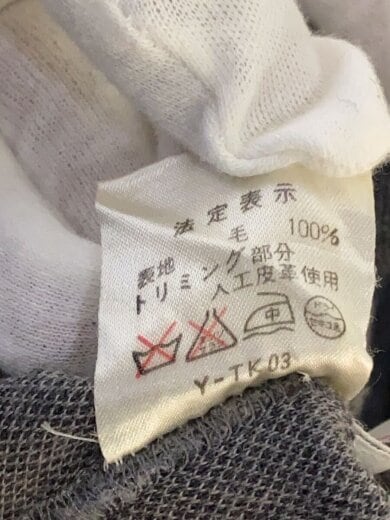 法定表示
表地 毛 100%
トリミング部分
人工皮革使用
中
Y-TK03